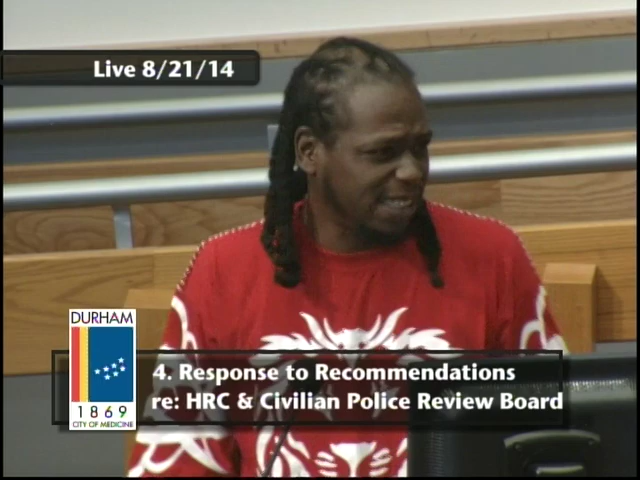 Live 8/21/14
DURHAM
1869
CITY OF MEDICINE
4. Response to Recommendations
re: HRC & Civilian Police Review Board